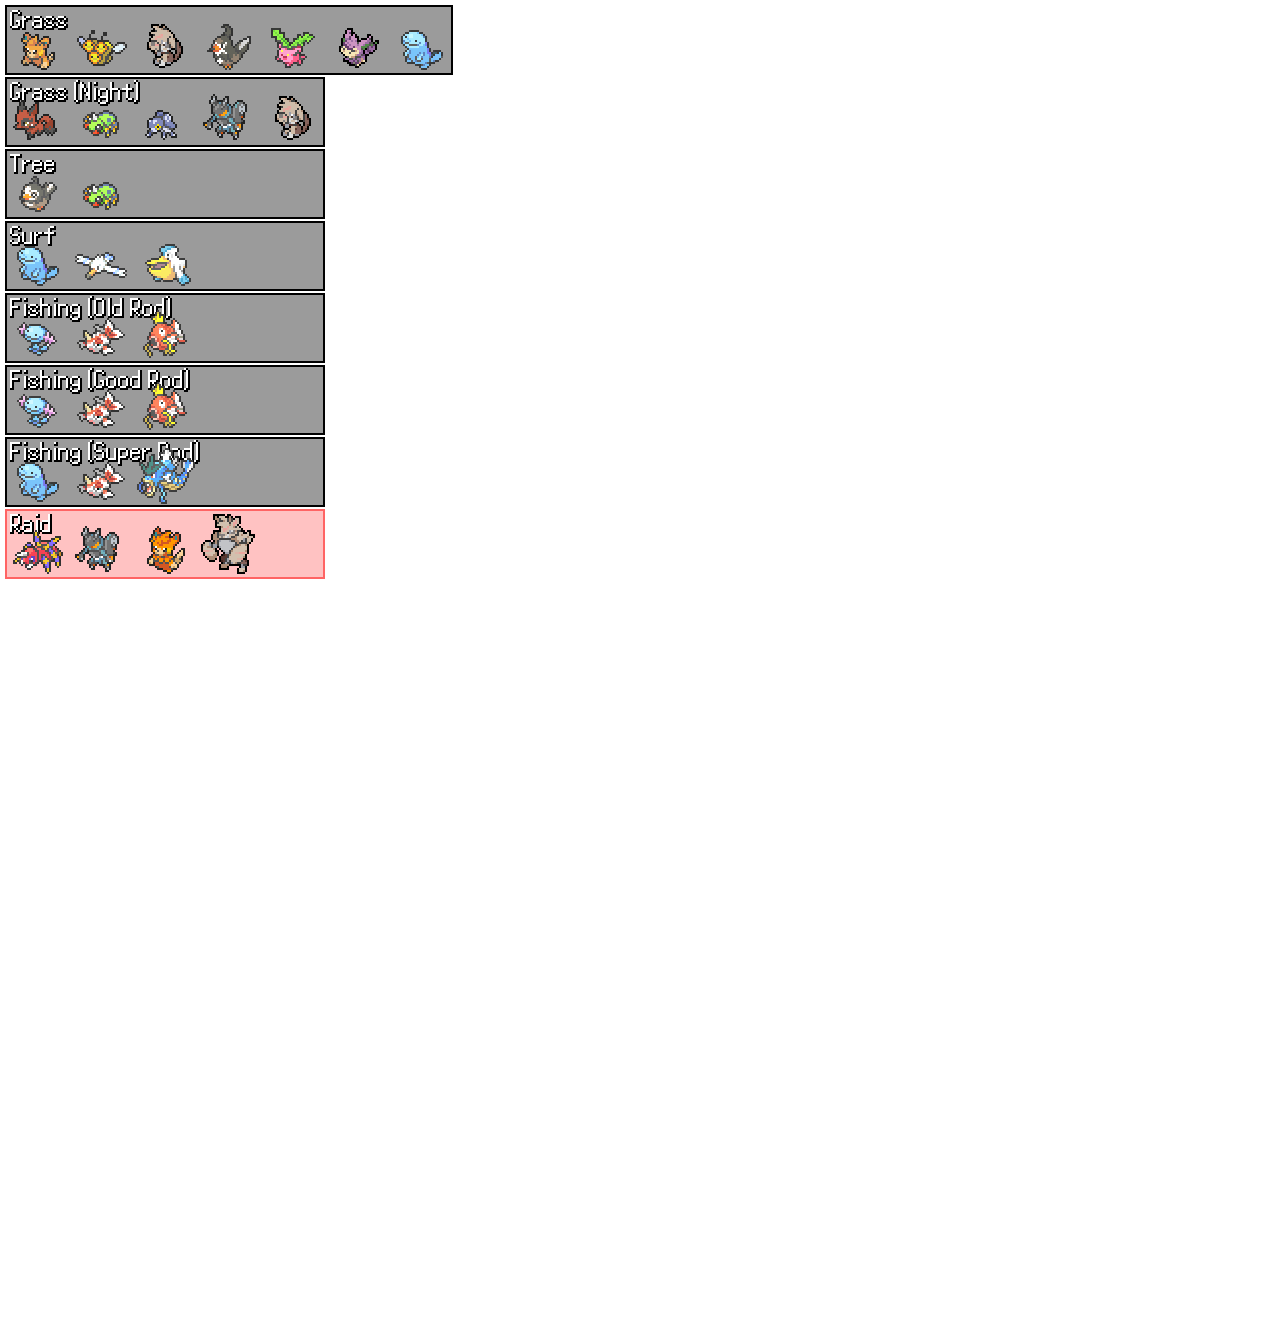 Grass
Grass (Night)
Tree
Surf
Fishing (Old Rod)
Fishing (Good Rod)
Fishing (Super Rod)
Raid